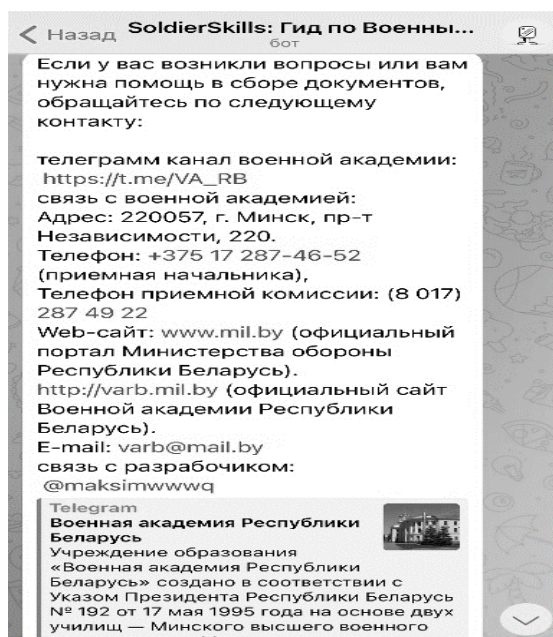 Назад
SoldierSkills: Гид по Военны...
бот
Если у вас возникли вопросы или вам
нужна помощь в сборе документов,
обращайтесь по следующему
контакту:
телеграмм канал военной академии:
https://t.me/VA_RB
связь с военной академией:
Адрес: 220057, г. Минск, пр-т
Независимости, 220.
Телефон: +375 17 287-46-52
(приемная начальника),
Телефон приемной комиссии: (8 017)
287 49 22
Web-сайт: www.mil.by (официальный
портал Министерства обороны
Республики Беларусь).
http://varb.mil.by (официальный сайт
Военной академии Республики
Беларусь).
E-mail: varb@mail.by
связь с разрабочиком:
@maksimwwwq
Telegram
Военная академия Республики
Беларусь
Учреждение образования
«Военная академия Республики
Беларусь» создано в соответствии с
Указом Президента Республики Беларусь
№ 192 от 17 мая 1995 года на основе двух
училищ — Минского высшего военного